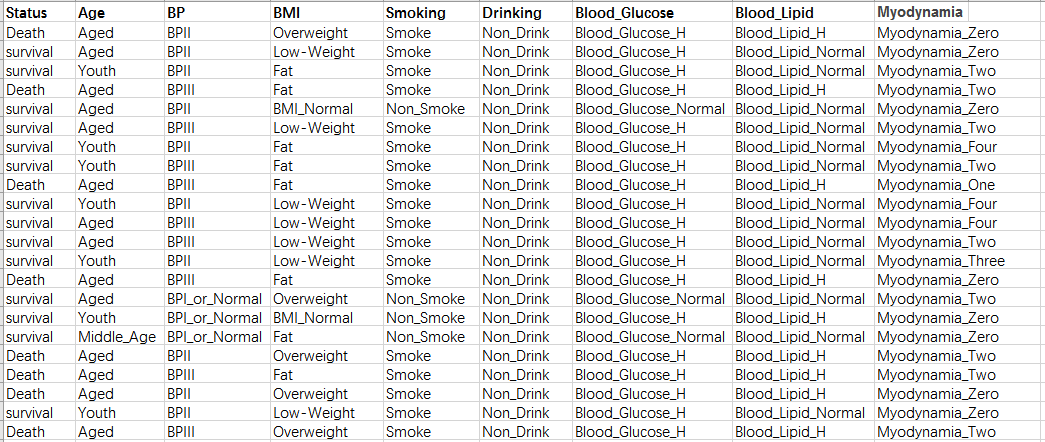 Status Age BP BMI Smoking Drinking Blood_Glucose Blood_Lipid Myodynamia
Death Aged BPII Overweight Smoke Non_Drink Blood_Glucose_H Blood_Lipid_H Myodynamia_Zero
survival Aged BPII Low-Weight Smoke Non_Drink Blood_Glucose_H Blood_Lipid_Normal Myodynamia_Zero
survival Youth BPII Fat Smoke Non_Drink Blood_Glucose_H Blood_Lipid_Normal Myodynamia_Two
Death Aged BPIII Fat Smoke Non_Drink Blood_Glucose_H Blood_Lipid_H Myodynamia_Two
survival Aged BPII BMI_Normal Non_Smoke Non_Drink Blood_Glucose_Normal Blood_Lipid_Normal Myodynamia_Zero
survival Aged BPIII Low-Weight Smoke Non_Drink Blood_Glucose_H Blood_Lipid_Normal Myodynamia_Two
survival Youth BPII Fat Smoke Non_Drink Blood_Glucose_H Blood_Lipid_Normal Myodynamia_Four
survival Youth BPIII Fat Smoke Non_Drink Blood_Glucose_H Blood_Lipid_Normal Myodynamia_Two
Death Aged BPIII Fat Smoke Non_Drink Blood_Glucose_H Blood_Lipid_H Myodynamia_One
survival Youth BPII Low-Weight Smoke Non_Drink Blood_Glucose_H Blood_Lipid_Normal Myodynamia_Four
survival Aged BPIII Low-Weight Smoke Non_Drink Blood_Glucose_H Blood_Lipid_Normal Myodynamia_Four
survival Aged BPIII Low-Weight Smoke Non_Drink Blood_Glucose_H Blood_Lipid_Normal Myodynamia_Two
survival Youth BPII Low-Weight Smoke Non_Drink Blood_Glucose_H Blood_Lipid_Normal Myodynamia_Three
Death Aged BPIII Fat Smoke Non_Drink Blood_Glucose_H Blood_Lipid_H Myodynamia_Zero
survival Aged BPI_or_Normal Overweight Non_Smoke Non_Drink Blood_Glucose_Normal Blood_Lipid_Normal Myodynamia_Two
survival Youth BPI_or_Normal BMI_Normal Non_Smoke Non_Drink Blood_Glucose_H Blood_Lipid_Normal Myodynamia_Zero
survival Middle_Age BPI_or_Normal Fat Non_Smoke Non_Drink Blood_Glucose_Normal Blood_Lipid_Normal Myodynamia_Zero
Death Aged BPII Overweight Smoke Non_Drink Blood_Glucose_H Blood_Lipid_H Myodynamia_Two
Death Aged BPIII Fat Smoke Non_Drink Blood_Glucose_H Blood_Lipid_H Myodynamia_Two
Death Aged BPII Overweight Smoke Non_Drink Blood_Glucose_H Blood_Lipid_H Myodynamia_Zero
survival Youth BPII Low-Weight Smoke Non_Drink Blood_Glucose_H Blood_Lipid_Normal Myodynamia_Zero
Death Aged BPIII Overweight Smoke Non_Drink Blood_Glucose_H Blood_Lipid_H Myodynamia_Two